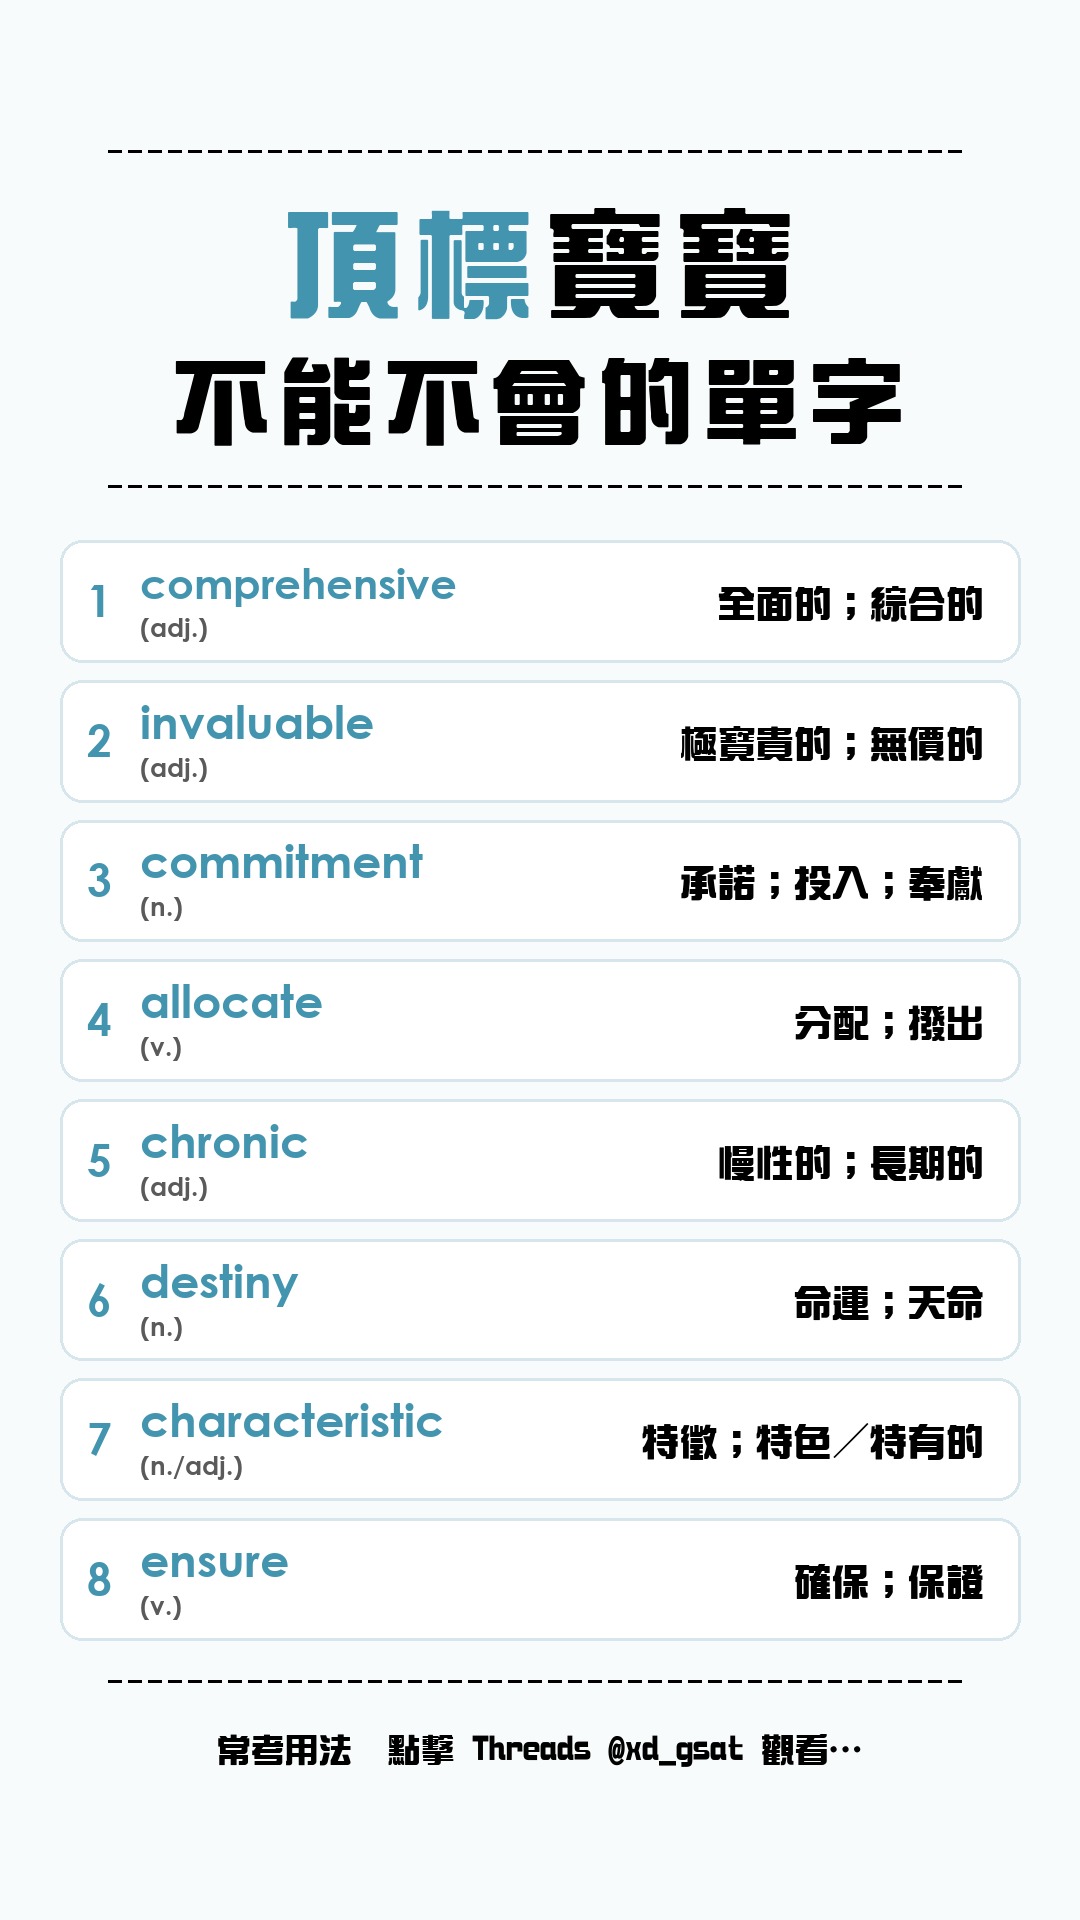 頂標寶寶
不能不會的單字
1 comprehensive 全面的；綜合的
(adj.)
2 invaluable 極寶貴的；無價的
(adj.)
3 commitment 承諾；投入；奉獻
(n.)
4 allocate 分配；撥出
(v.)
5 chronic 慢性的；長期的
(adj.)
6 destiny 命運；天命
(n.)
7 characteristic 特徵；特色／特有的
(n./adj.)
8 ensure 確保；保證
(v.)
常考用法　點擊 Threads @xd_gsat 觀看…